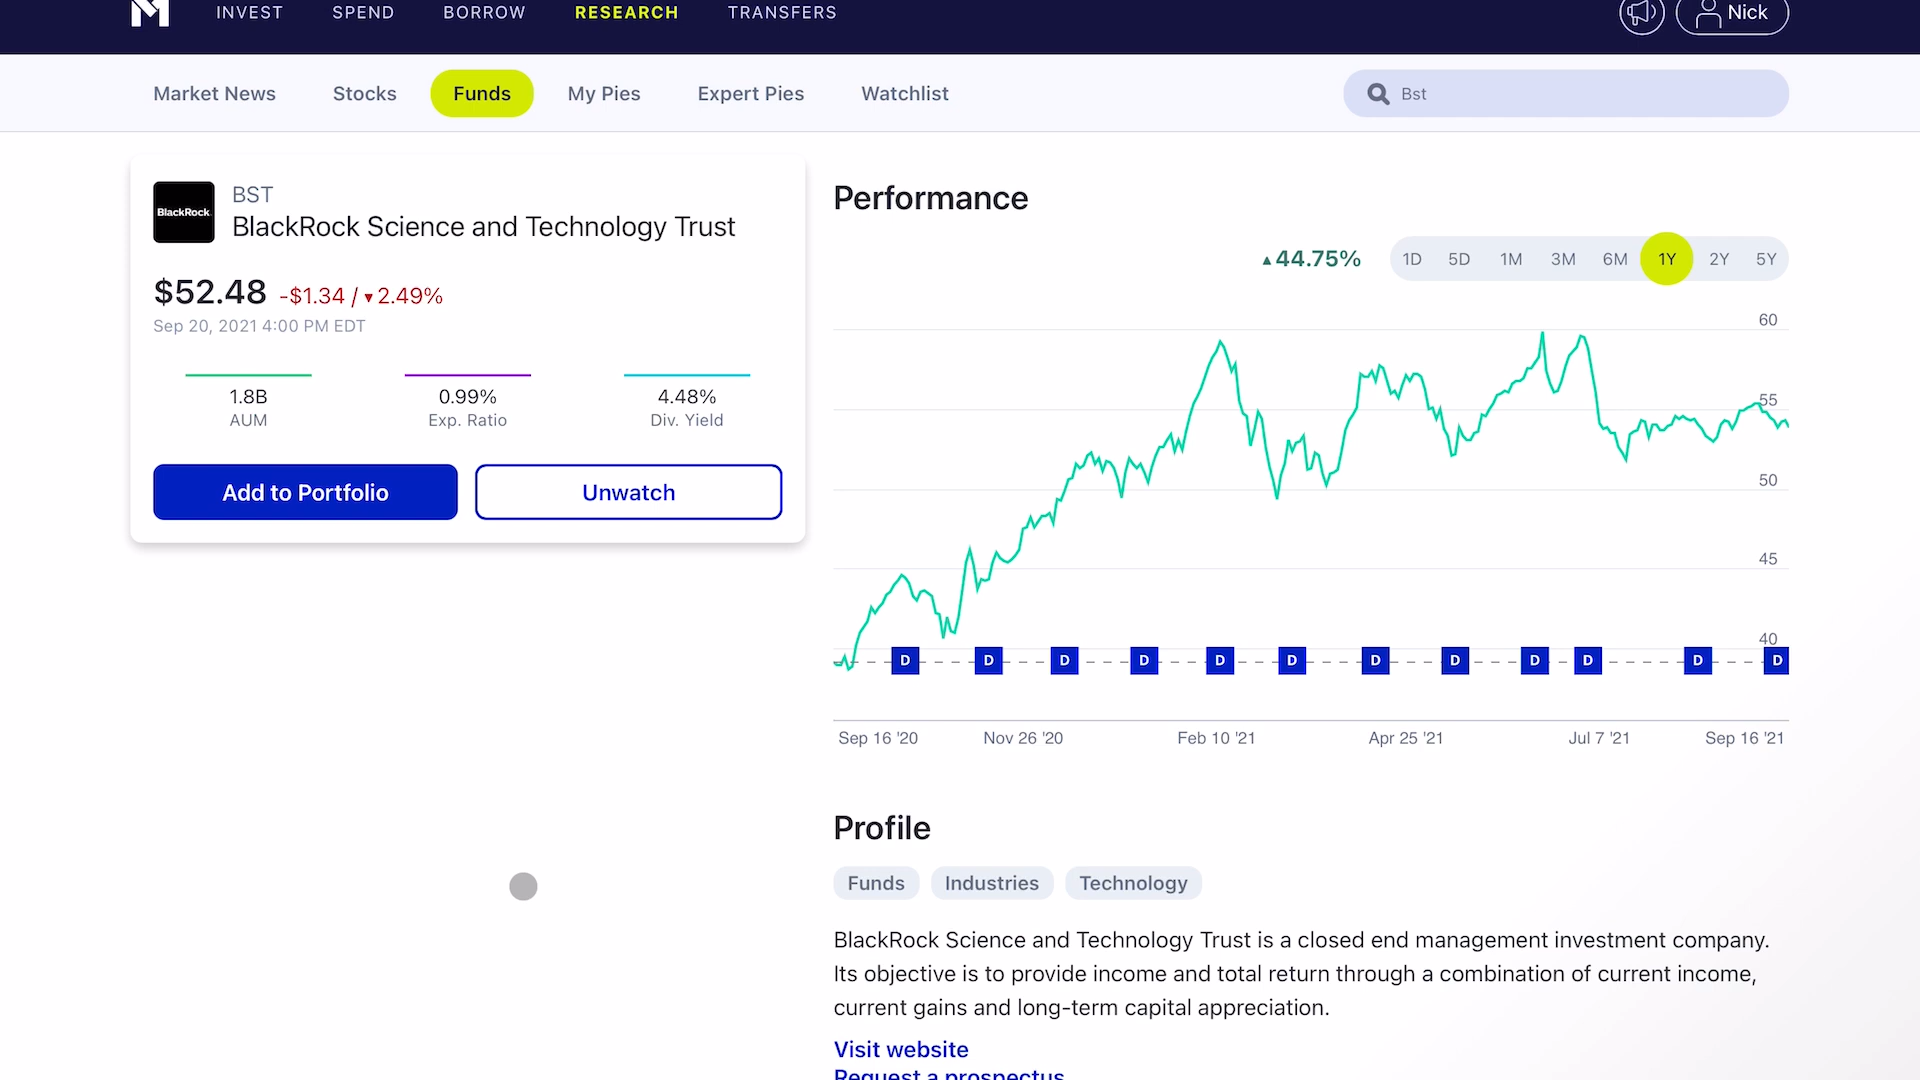 INVEST SPEND BORROW RESEARCH TRANSFERS Nick
Market News Stocks Funds My Pies Expert Pies Watchlist Bst
BlackRock.
BST
BlackRock Science and Technology Trust
$52.48 -$1.34 / ▼2.49%
Sep 20, 2021 4:00 PM EDT
1.8B 0.99% 4.48%
AUM Exp. Ratio Div. Yield
Add to Portfolio Unwatch
Performance
▲44.75% 1D 5D 1M 3M 6M 1Y 2Y 5Y
60
55
50
45
40
D D D D D D D D D D D D
Sep 16 '20 Nov 26 '20 Feb 10 '21 Apr 25 '21 Jul 7 '21 Sep 16 '21
Profile
Funds Industries Technology
BlackRock Science and Technology Trust is a closed end management investment company.
Its objective is to provide income and total return through a combination of current income,
current gains and long-term capital appreciation.
Visit website
Request a prospectus